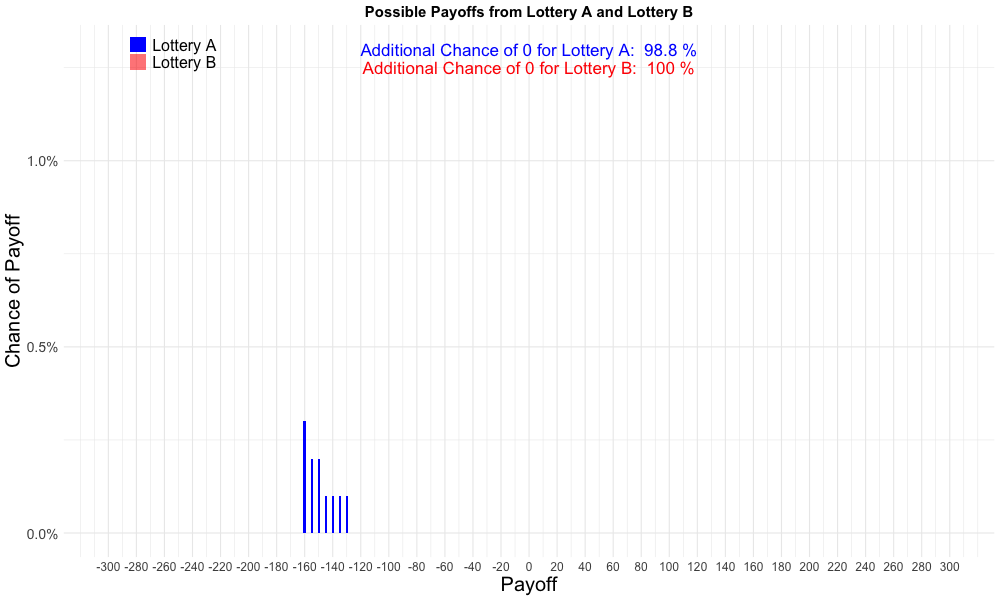 Possible Payoffs from Lottery A and Lottery B
Lottery A
Lottery B
Additional Chance of 0 for Lottery A: 98.8 %
Additional Chance of 0 for Lottery B: 100 %
Chance of Payoff
1.0%
0.5%
0.0%
-300 -280 -260 -240 -220 -200 -180 -160 -140 -120 -100 -80 -60 -40 -20 0 20 40 60 80 100 120 140 160 180 200 220 240 260 280 300
Payoff